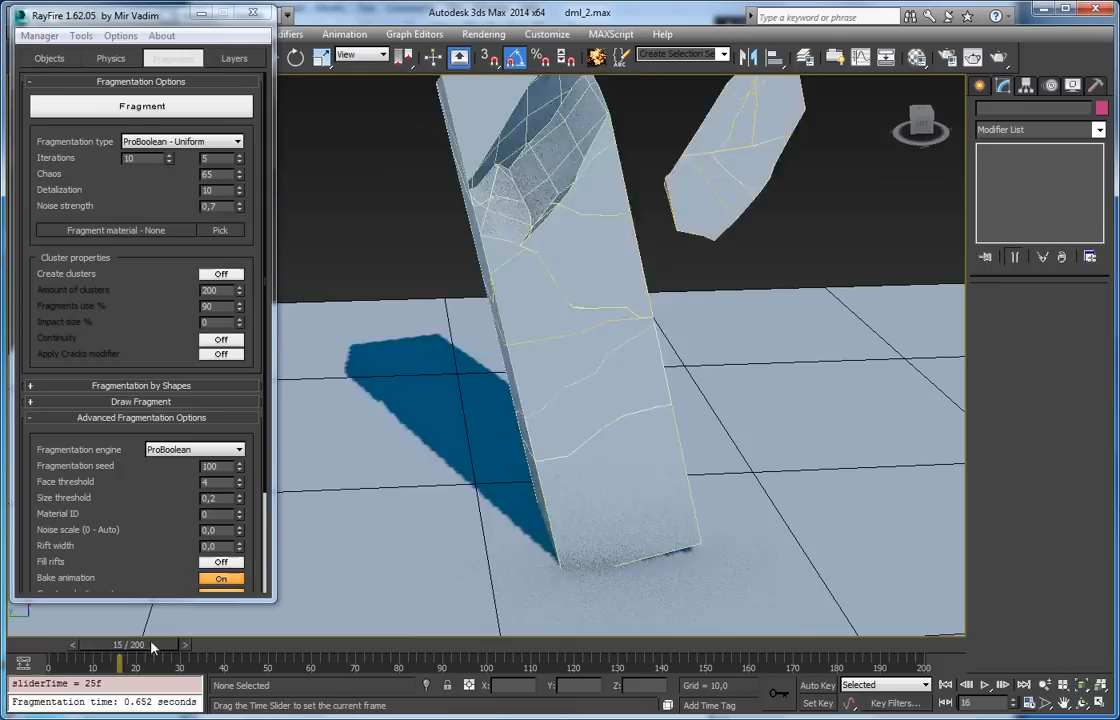 RayFire 1.62.05 by Mir Vadim
Autodesk 3ds Max 2014 x64 dml_2.max
Type a keyword or phrase
Manager Tools Options About
ifiers Animation Graph Editors Rendering Customize MAXScript Help
View
Create Selection Se
Objects Physics Fragments Layers
Fragmentation Options
Fragment
Fragmentation type ProBoolean - Uniform
Iterations 10 5
Chaos 65
Detalization 10
Noise strength 0,7
Fragment material - None Pick
Cluster properties
Create clusters Off
Amount of clusters 200
Fragments use % 90
Impact size % 0
Continuity Off
Apply Cracks modifier Off
Fragmentation by Shapes
Draw Fragment
Advanced Fragmentation Options
Fragmentation engine ProBoolean
Fragmentation seed 100
Face threshold 4
Size threshold 0,2
Material ID 0
Noise scale (0 - Auto) 0,0
Rift width 0,0
Fill rifts Off
Bake animation On
Modifier List
15 / 200
0 10 20 30 40 50 60 70 80 90 100 110 120 130 140 150 160 170 180 190 200
sliderTime = 25f
Fragmentation time: 0.652 seconds
None Selected
X: Y: Z: Grid = 10,0
Drag the Time Slider to set the current frame
Add Time Tag
Auto Key Selected
Set Key Key Filters...
16